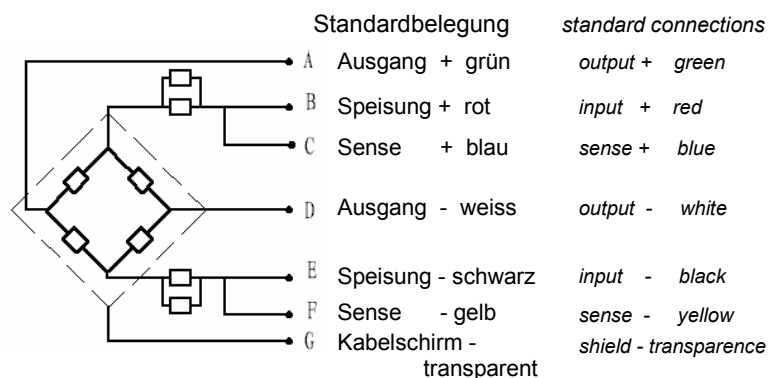 Standardbelegung standard connections
A Ausgang + grün output + green
B Speisung + rot input + red
C Sense + blau sense + blue
D Ausgang - weiss output - white
E Speisung - schwarz input - black
F Sense - gelb sense - yellow
G Kabelschirm - shield - transparence
transparent